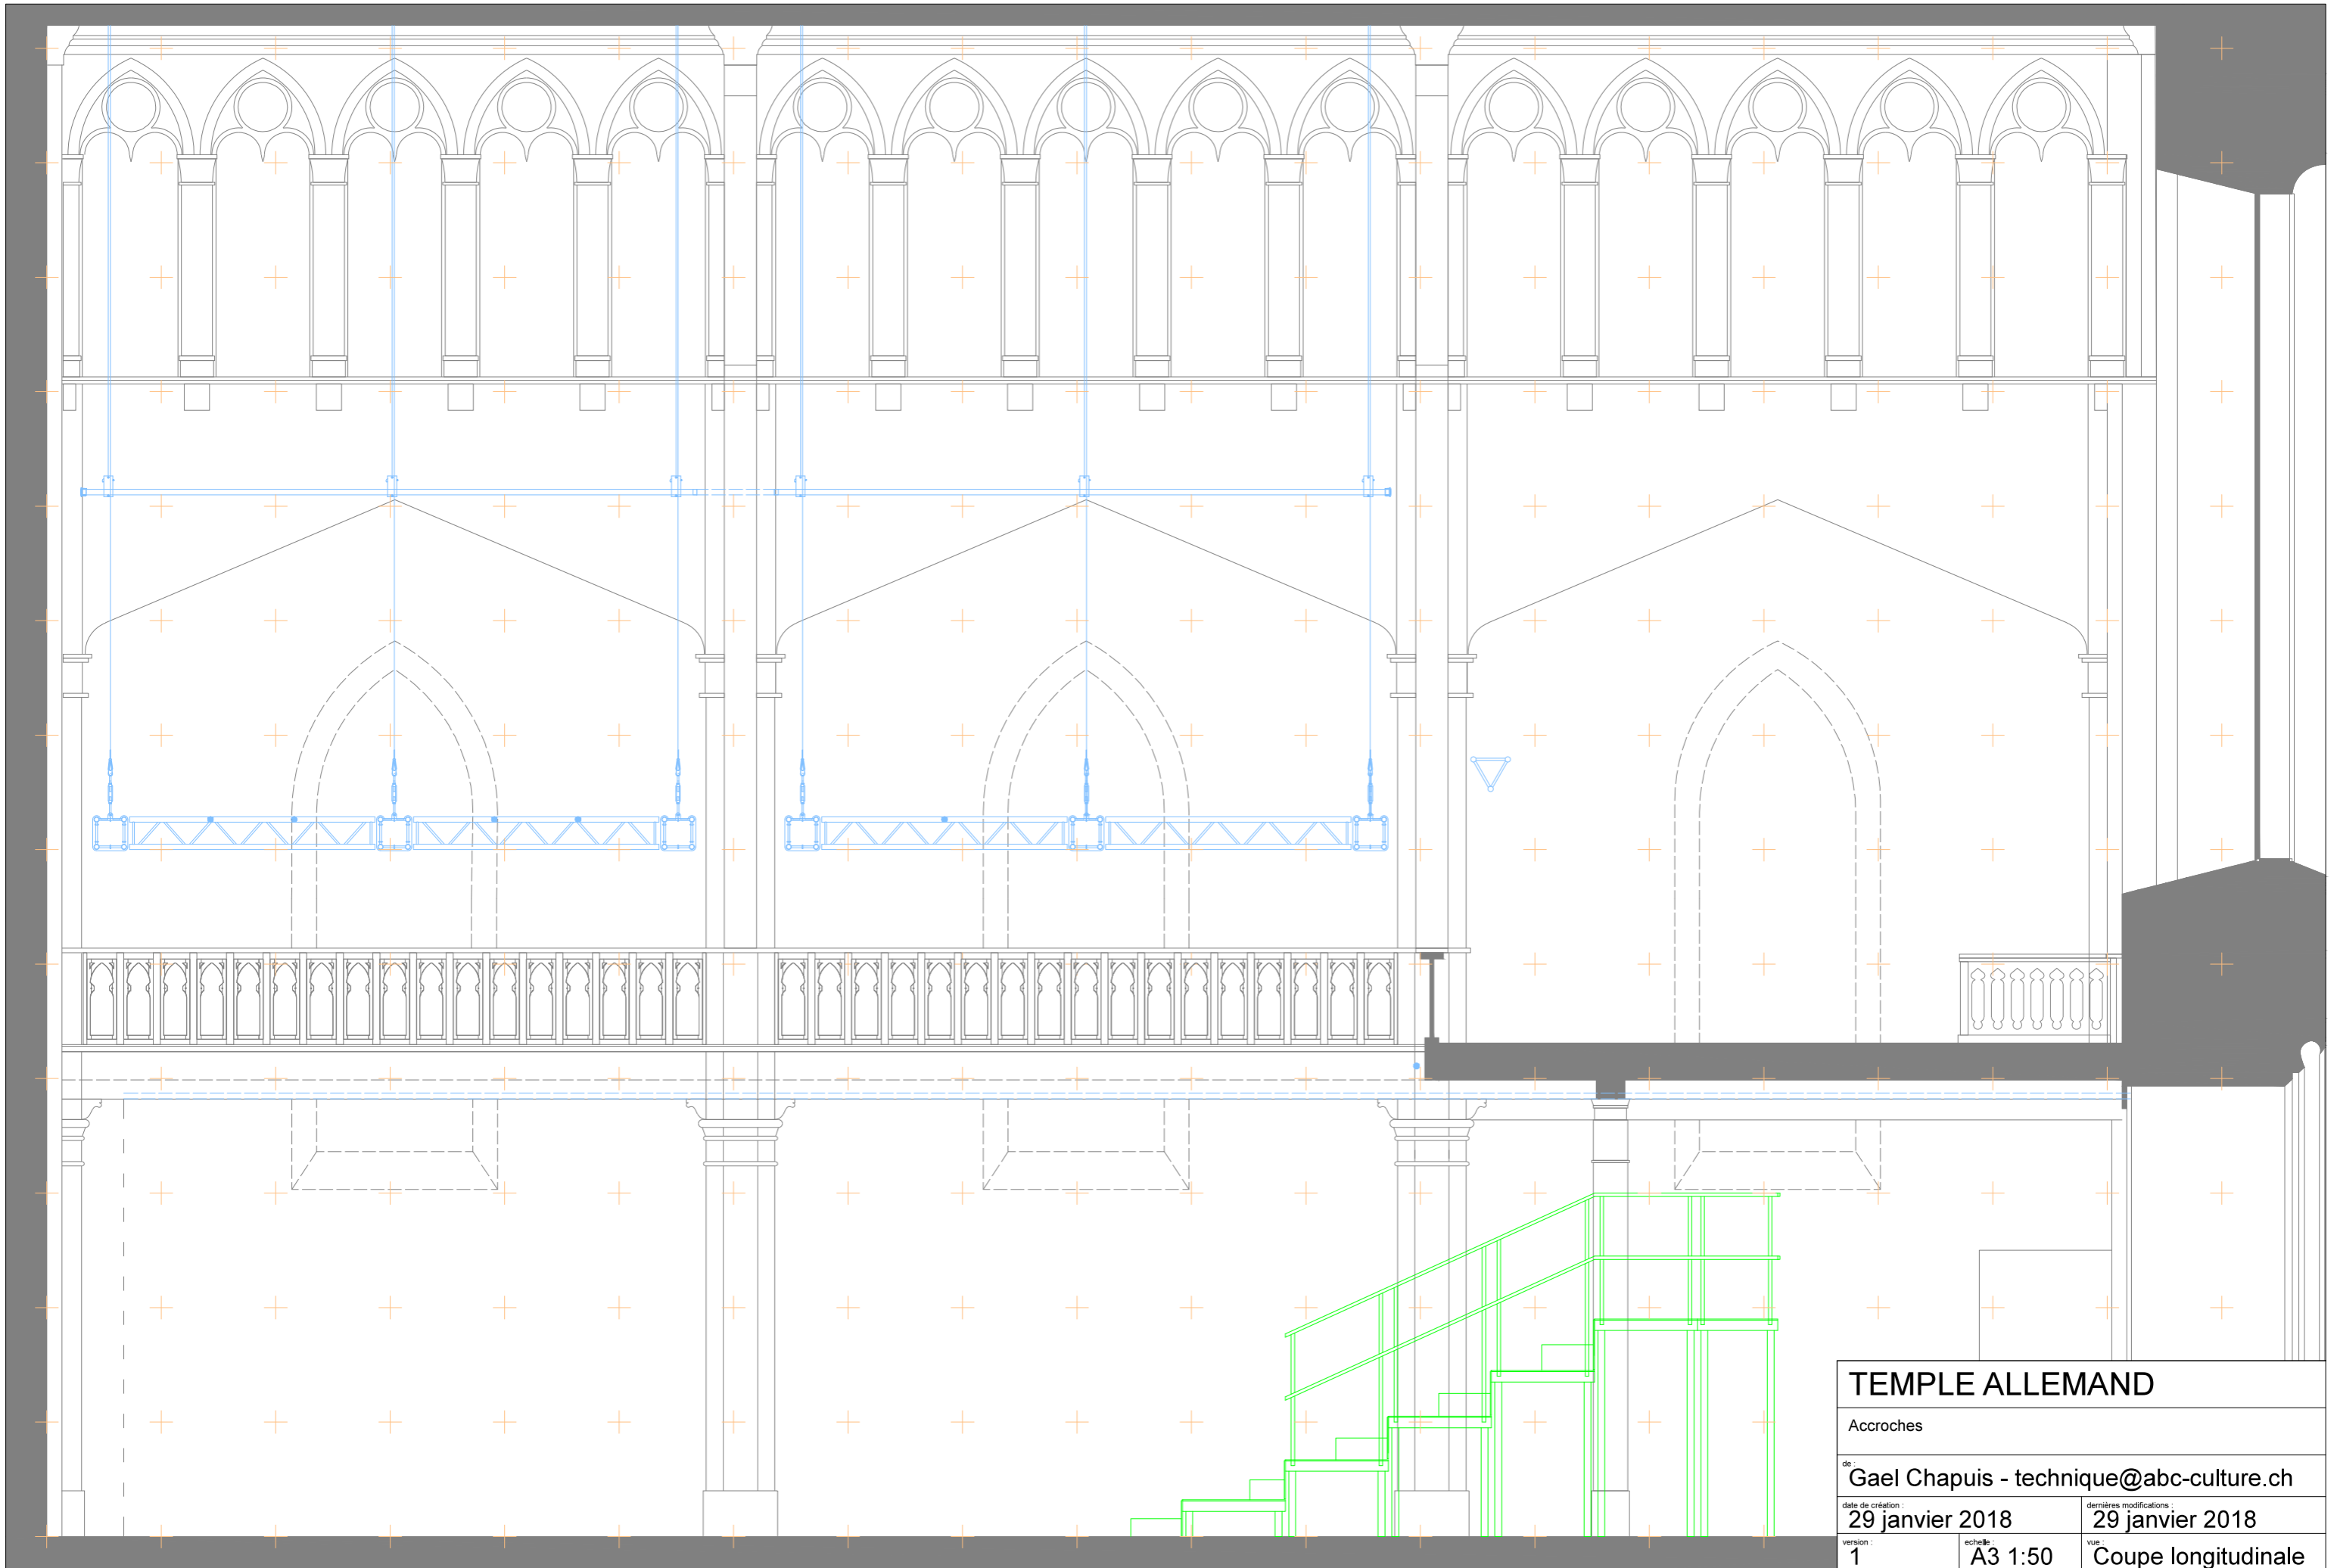 TEMPLE ALLEMAND
Accroches
de :
Gael Chapuis - technique@abc-culture.ch
date de création :
29 janvier 2018
dernières modifications :
29 janvier 2018
version :
1
echelle :
A3 1:50
vue :
Coupe longitudinale